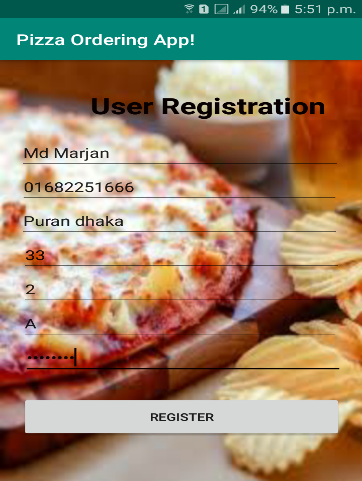 94% 5:51 p.m.
Pizza Ordering App!
User Registration
Md Marjan
01682251666
Puran dhaka
33
2
A
••••••••
REGISTER